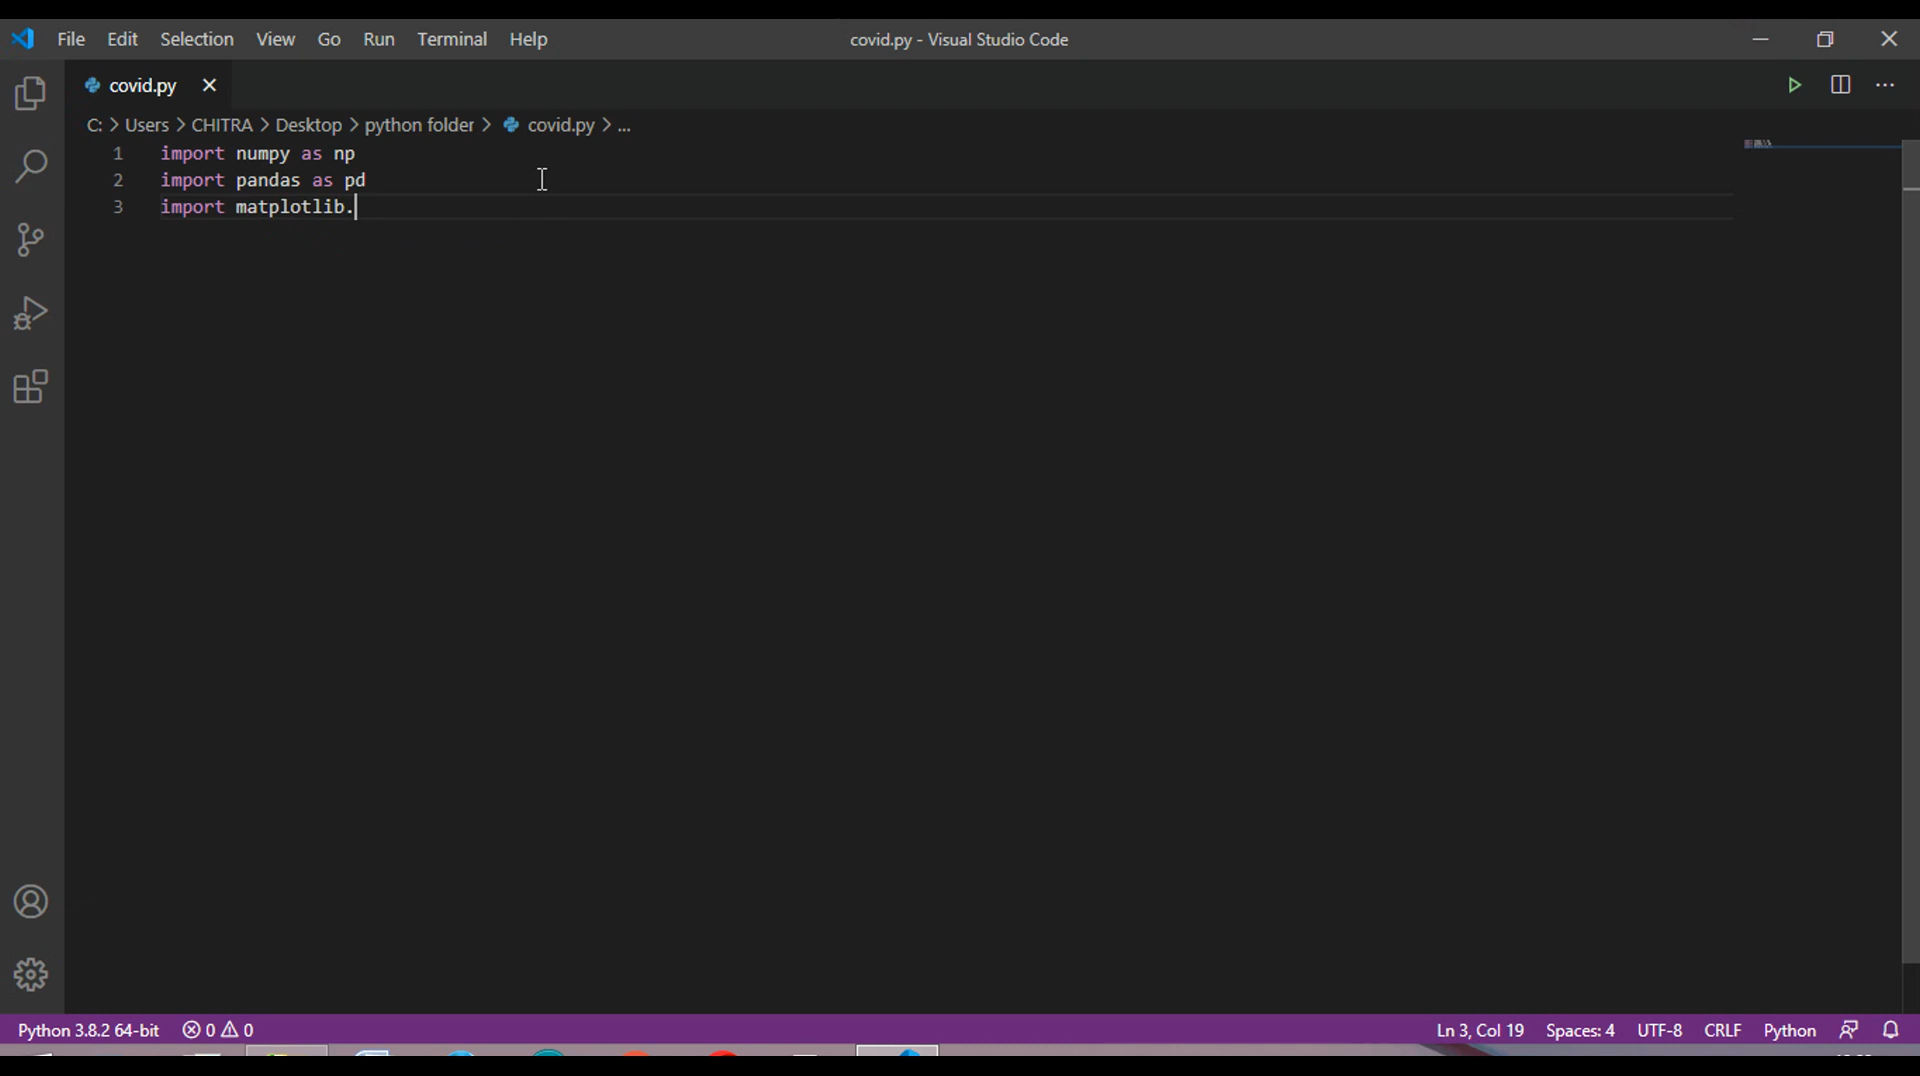 File Edit Selection View Go Run Terminal Help covid.py - Visual Studio Code
covid.py
C: > Users > CHITRA > Desktop > python folder > covid.py > ...
1 import numpy as np
2 import pandas as pd
3 import matplotlib.
Python 3.8.2 64-bit 0 0 Ln 3, Col 19 Spaces: 4 UTF-8 CRLF Python